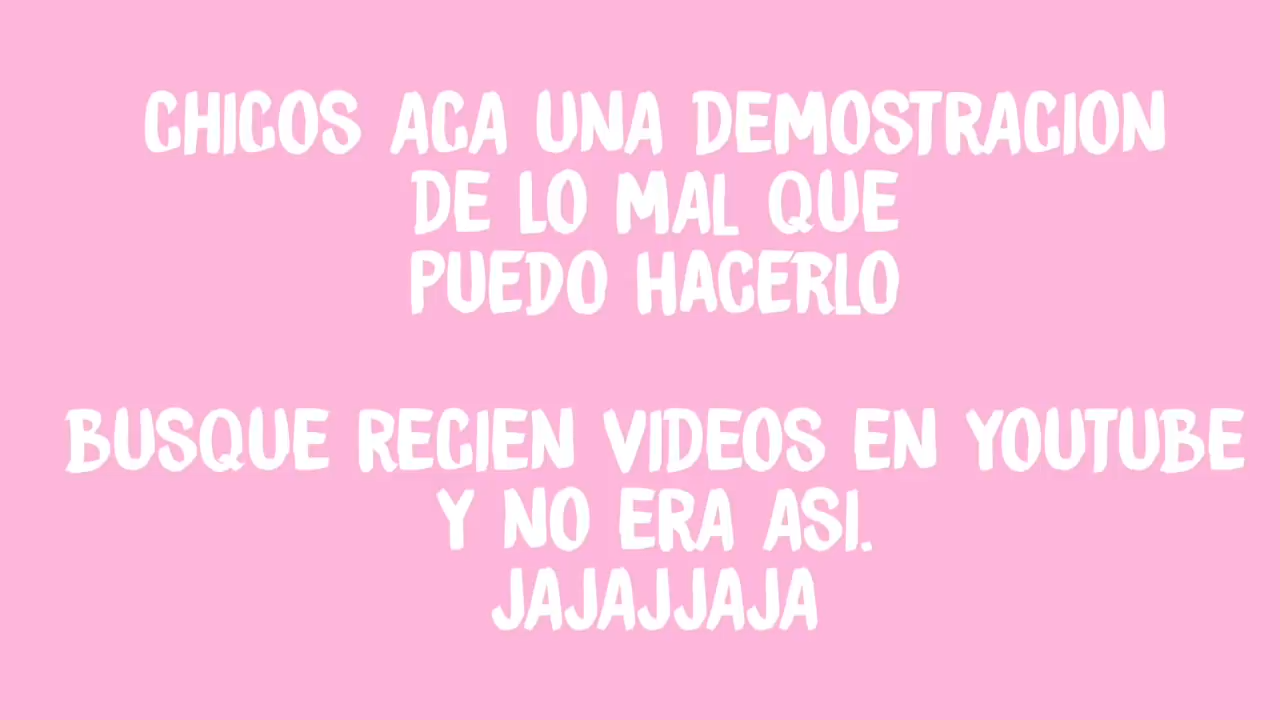 CHICOS ACA UNA DEMOSTRACION
DE LO MAL QUE
PUEDO HACERLO
BUSQUE RECIEN VIDEOS EN YOUTUBE
Y NO ERA ASI.
JAJAJJAJA